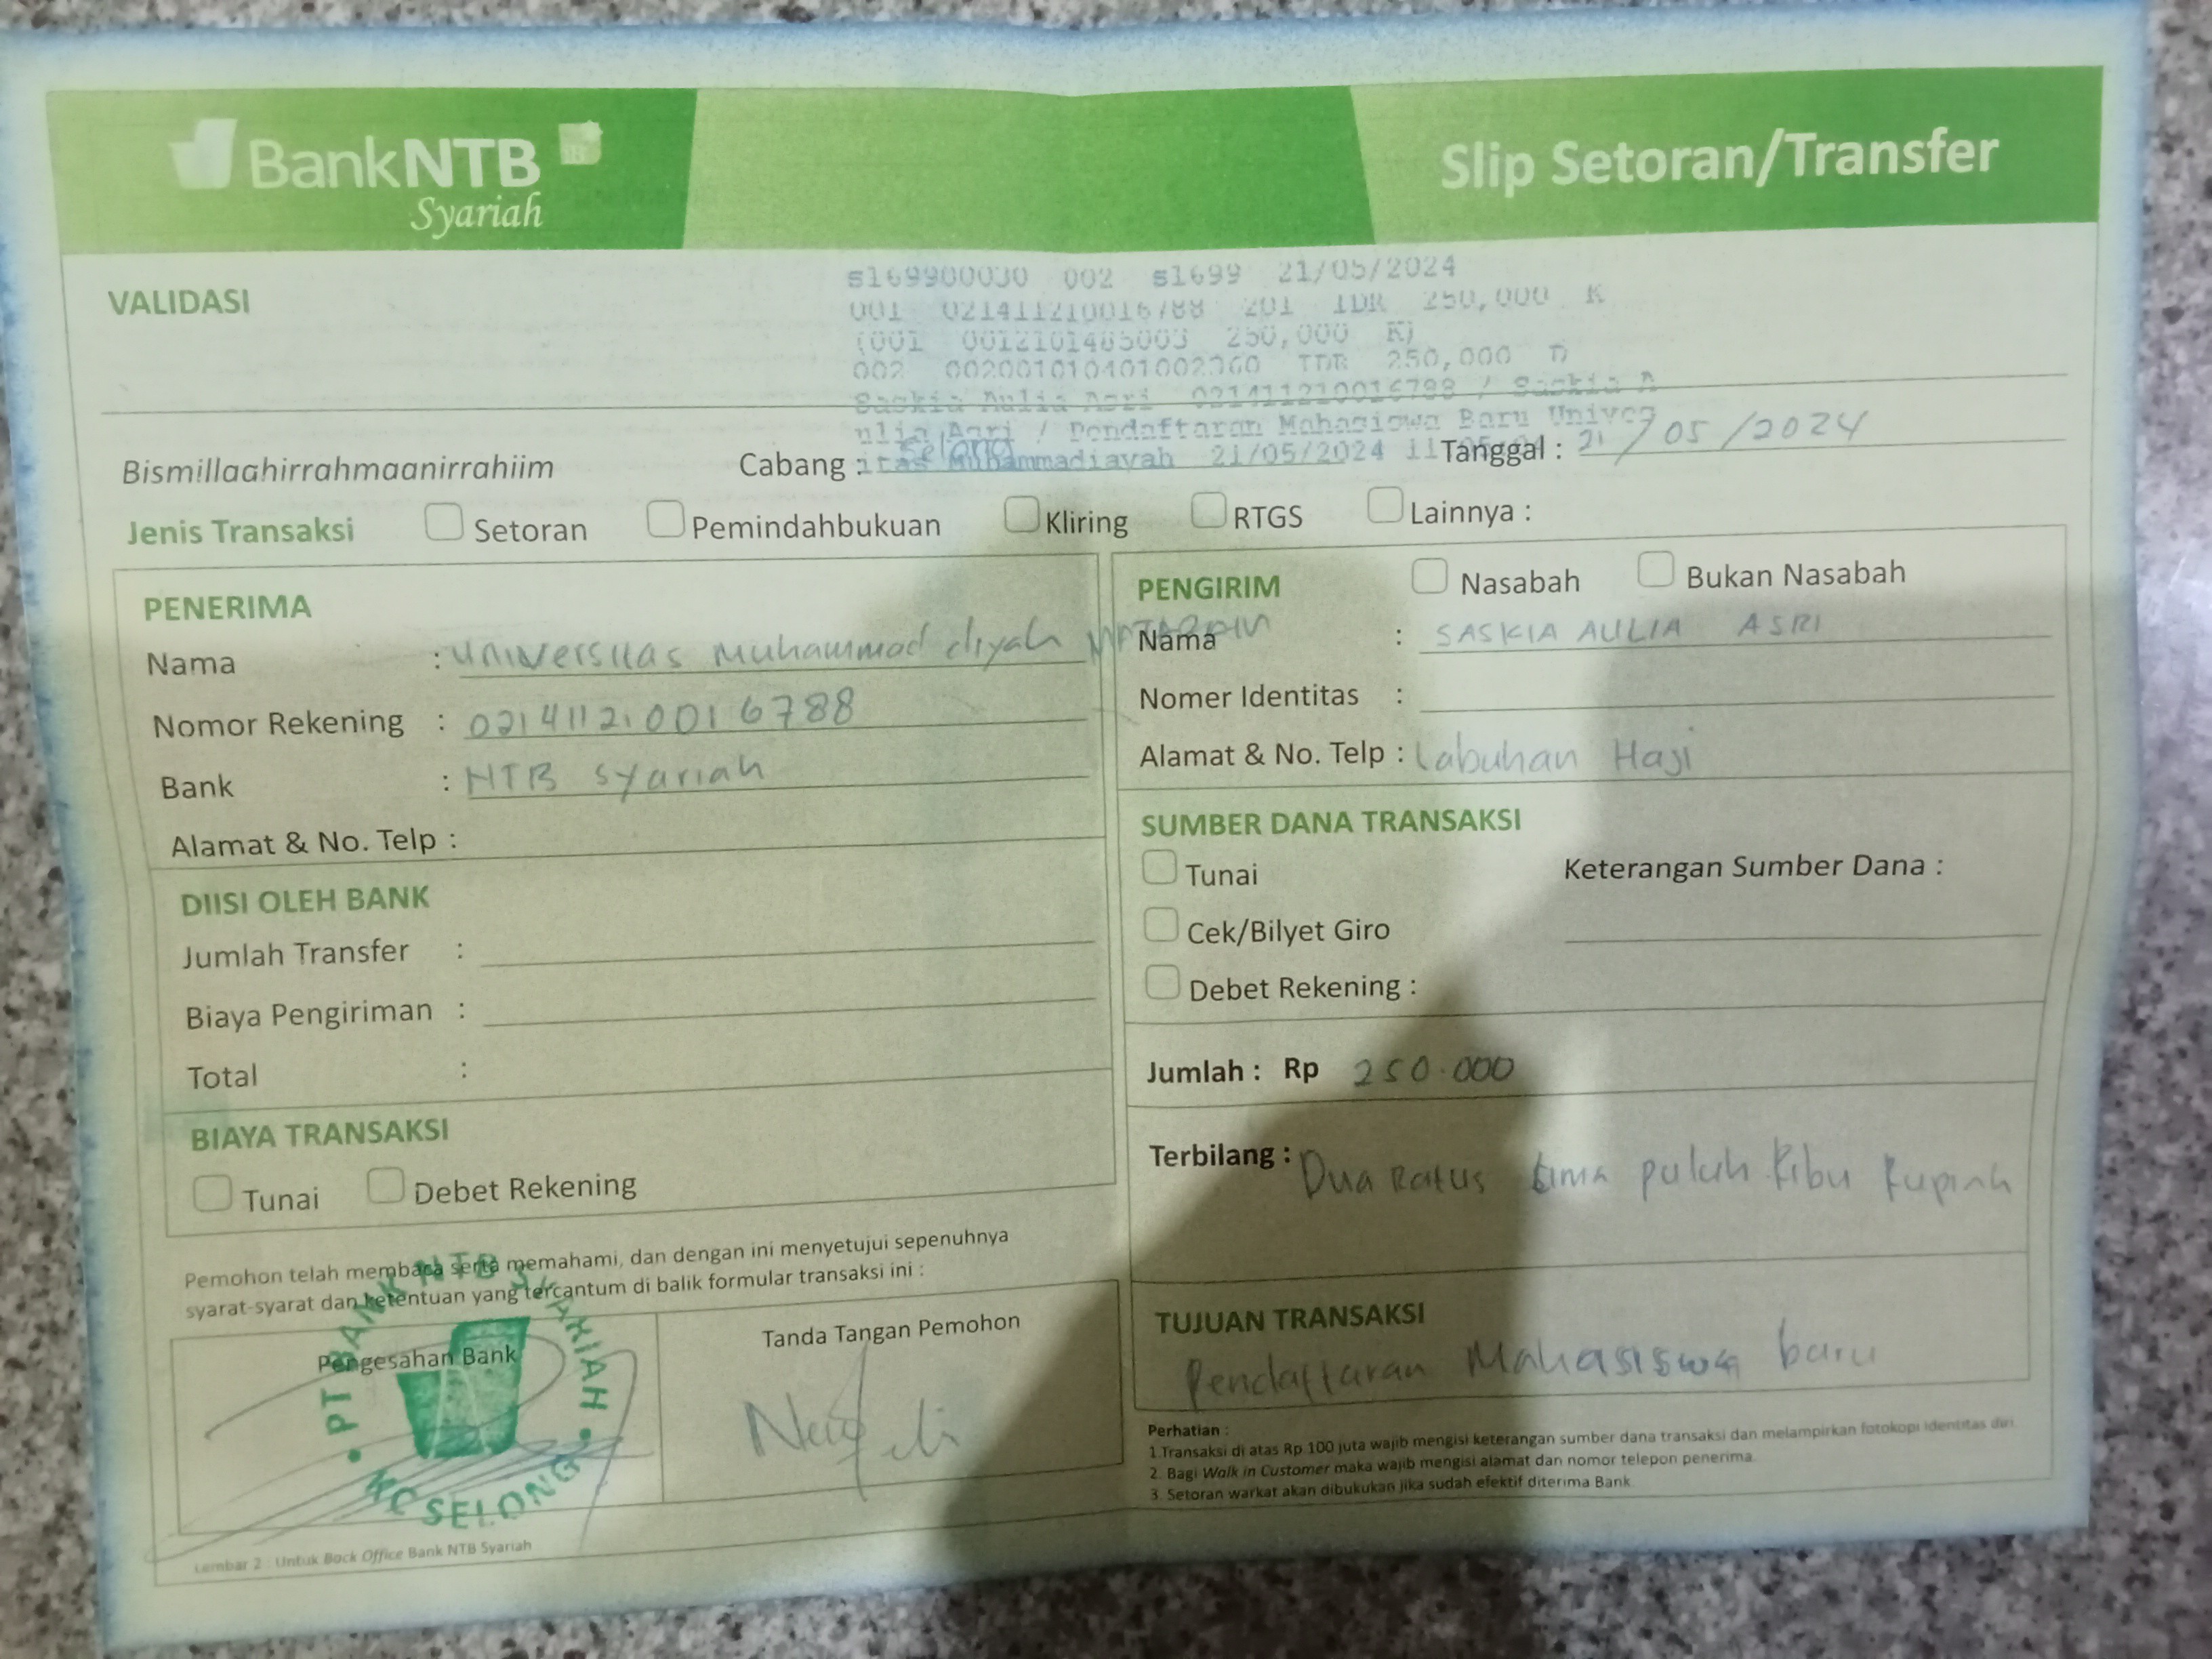 BankNTB
Syariah
Slip Setoran/Transfer
VALIDASI
s169900030 002 s1699 21/05/2024
001 021411210016788 201 IDR 250,000 K
(001 0012101485003 250,000 K)
002 002001010401002360 IDR 250,000 D
Saskia Aulia Asri 021411210016788 / Saskia A
ulia Asri / Pendaftaran Mahasiswa Baru Univeg
itas Muhammadiayah 21/05/2024 11
Bismillaahirrahmaanirrahiim
Cabang : Selong
Tanggal : 21/05/2024
Jenis Transaksi Setoran Pemindahbukuan Kliring RTGS Lainnya :
PENERIMA
Nama : Universitas Muhammad diyah MATARAM
Nomor Rekening : 021411210016788
Bank : NTB Syariah
Alamat & No. Telp :
DIISI OLEH BANK
Jumlah Transfer :
Biaya Pengiriman :
Total :
BIAYA TRANSAKSI
Tunai Debet Rekening
Pemohon telah membaca serta memahami, dan dengan ini menyetujui sepenuhnya
syarat-syarat dan ketentuan yang tercantum di balik formular transaksi ini :
Pengesahan Bank
PT BANK NTB SYARIAH
KC SELONG
Tanda Tangan Pemohon
Lembar 2 : Untuk Back Office Bank NTB Syariah
PENGIRIM Nasabah Bukan Nasabah
Nama : SASKIA AULIA ASRI
Nomer Identitas :
Alamat & No. Telp : Labuhan Haji
SUMBER DANA TRANSAKSI
Tunai Keterangan Sumber Dana :
Cek/Bilyet Giro
Debet Rekening :
Jumlah : Rp 250.000
Terbilang : Dua Ratus Lima puluh Ribu Rupiah
TUJUAN TRANSAKSI
Pendaftaran Mahasiswa baru
Perhatian :
1.Transaksi di atas Rp 100 juta wajib mengisi keterangan sumber dana transaksi dan melampirkan fotokopi identitas diri.
2. Bagi Walk in Customer maka wajib mengisi alamat dan nomor telepon penerima.
3. Setoran warkat akan dibukukan jika sudah efektif diterima Bank.